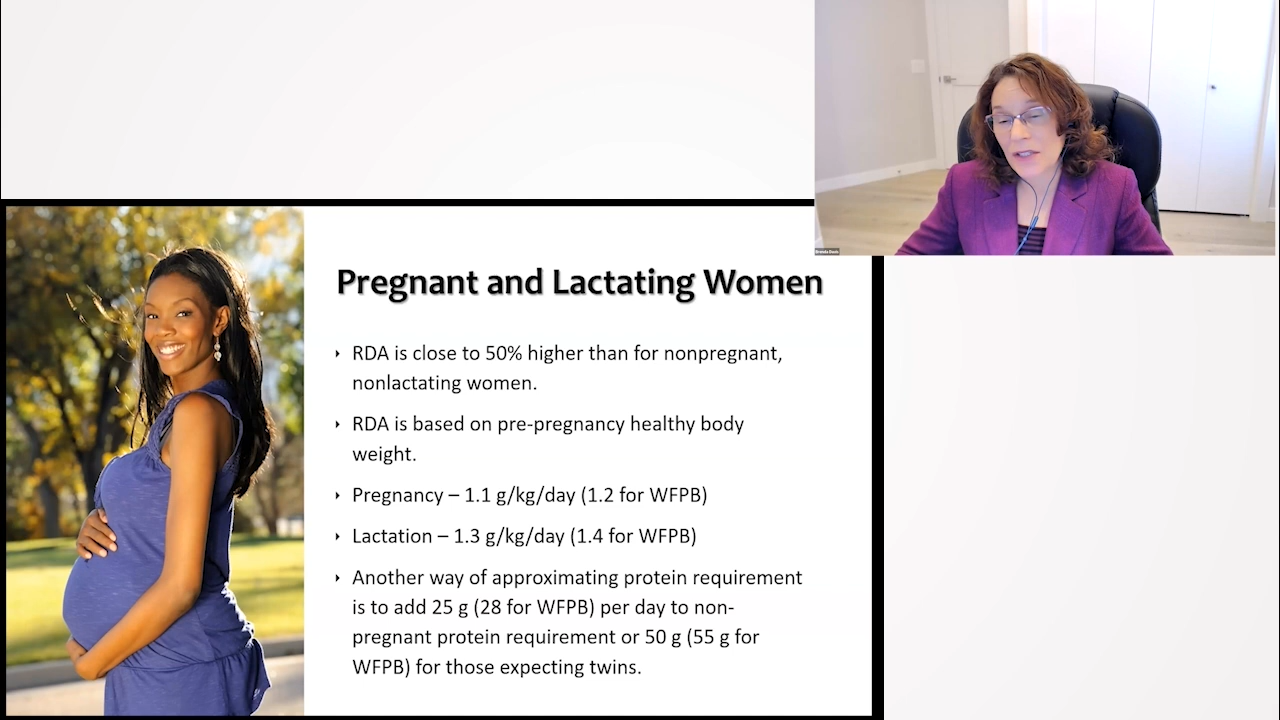 Pregnant and Lactating Women
RDA is close to 50% higher than for nonpregnant,
nonlactating women.
RDA is based on pre-pregnancy healthy body
weight.
Pregnancy – 1.1 g/kg/day (1.2 for WFPB)
Lactation – 1.3 g/kg/day (1.4 for WFPB)
Another way of approximating protein requirement
is to add 25 g (28 for WFPB) per day to non-
pregnant protein requirement or 50 g (55 g for
WFPB) for those expecting twins.